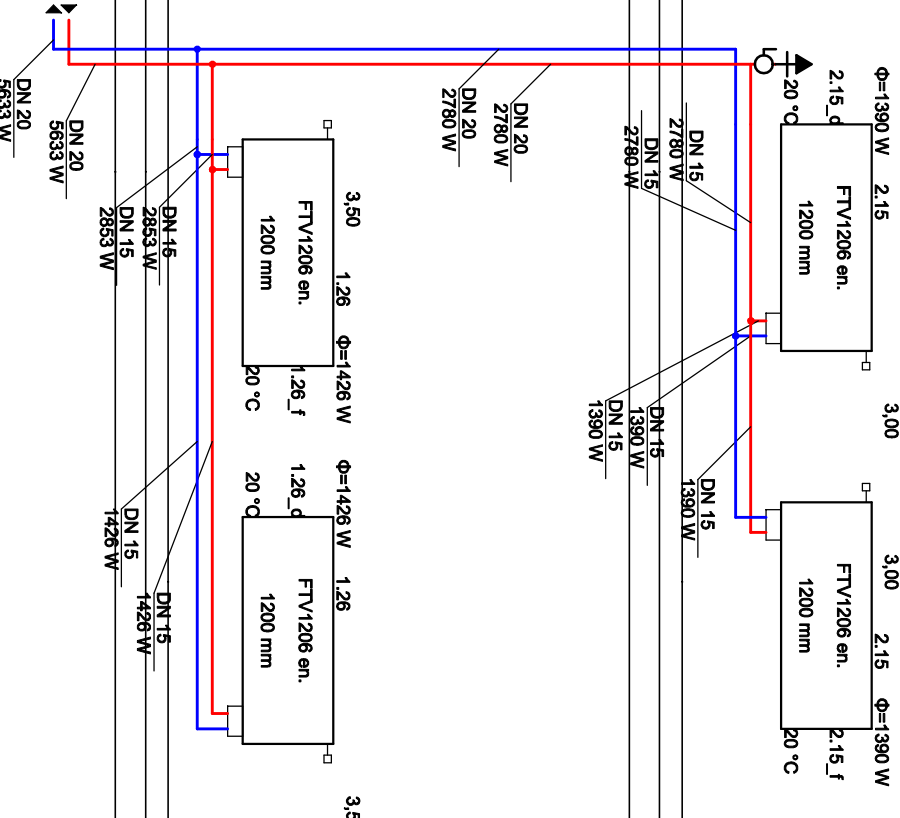 Φ=1390 W
2.15
2.15_d
20 °C
FTV1206 en.
1200 mm
3,00
3,00
2.15
Φ=1390 W
2.15_f
20 °C
FTV1206 en.
1200 mm
DN 15
2780 W
DN 15
2780 W
DN 15
1390 W
DN 15
1390 W
DN 15
1390 W
DN 20
2780 W
DN 20
2780 W
3,50
1.26
Φ=1426 W
FTV1206 en.
1200 mm
1.26_f
20 °C
Φ=1426 W
1.26
1.26_d
20 °C
FTV1206 en.
1200 mm
DN 15
2853 W
DN 15
2853 W
DN 15
1426 W
DN 15
1426 W
DN 20
5633 W
DN 20
5633 W